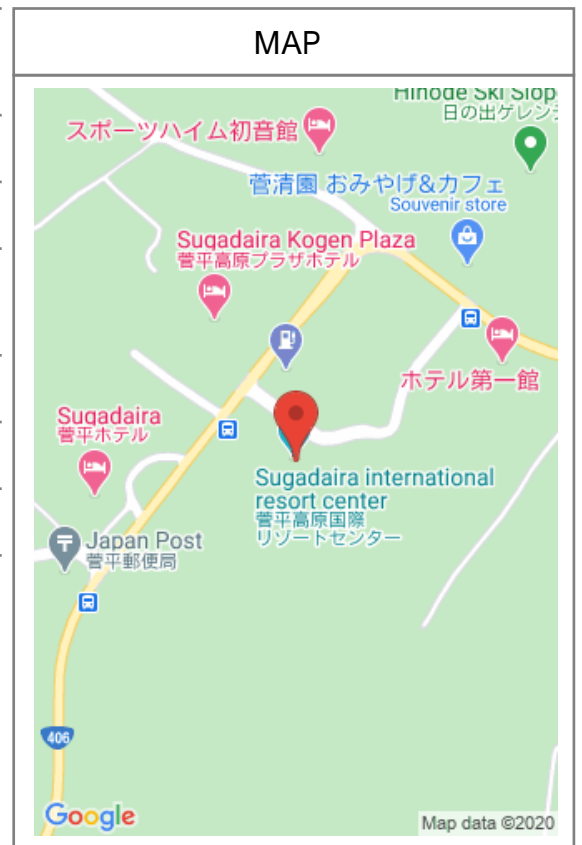 MAP
Hinode Ski Slop
日の出ゲレンデ
スポーツハイム初音館
菅清園 おみやげ&カフェ
Souvenir store
Sugadaira Kogen Plaza
菅平高原プラザホテル
ホテル第一館
Sugadaira
菅平ホテル
Sugadaira international
resort center
菅平高原国際
リゾートセンター
Japan Post
菅平郵便局
406
Google
Map data ©2020